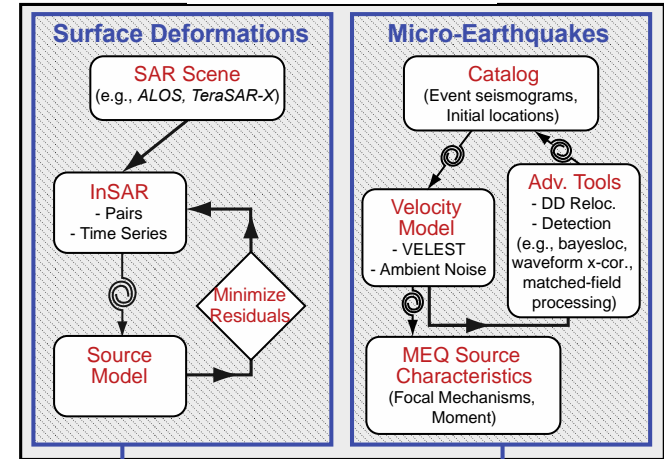 Surface Deformations
SAR Scene
(e.g., ALOS, TeraSAR-X)
InSAR
- Pairs
- Time Series
Minimize
Residuals
Source
Model
Micro-Earthquakes
Catalog
(Event seismograms,
Initial locations)
Velocity
Model
- VELEST
- Ambient Noise
Adv. Tools
- DD Reloc.
- Detection
(e.g., bayesloc,
waveform x-cor.,
matched-field
processing)
MEQ Source
Characteristics
(Focal Mechanisms,
Moment)